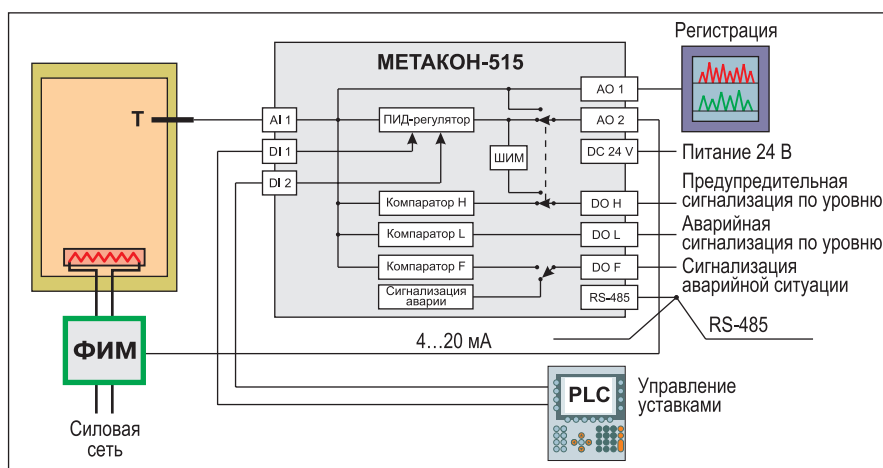 Регистрация
МЕТАКОН-515
T
AI 1
ПИД-регулятор
AO 1
AO 2
DI 1
ШИМ
DC 24 V
Питание 24 В
DI 2
Компаратор H
DO H
Предупредительная
сигнализация по уровню
Компаратор L
DO L
Аварийная
сигнализация по уровню
Компаратор F
DO F
Сигнализация
аварийной ситуации
Сигнализация
аварии
RS-485
RS-485
ФИМ
4...20 мА
PLC
Управление
уставками
Силовая
сеть